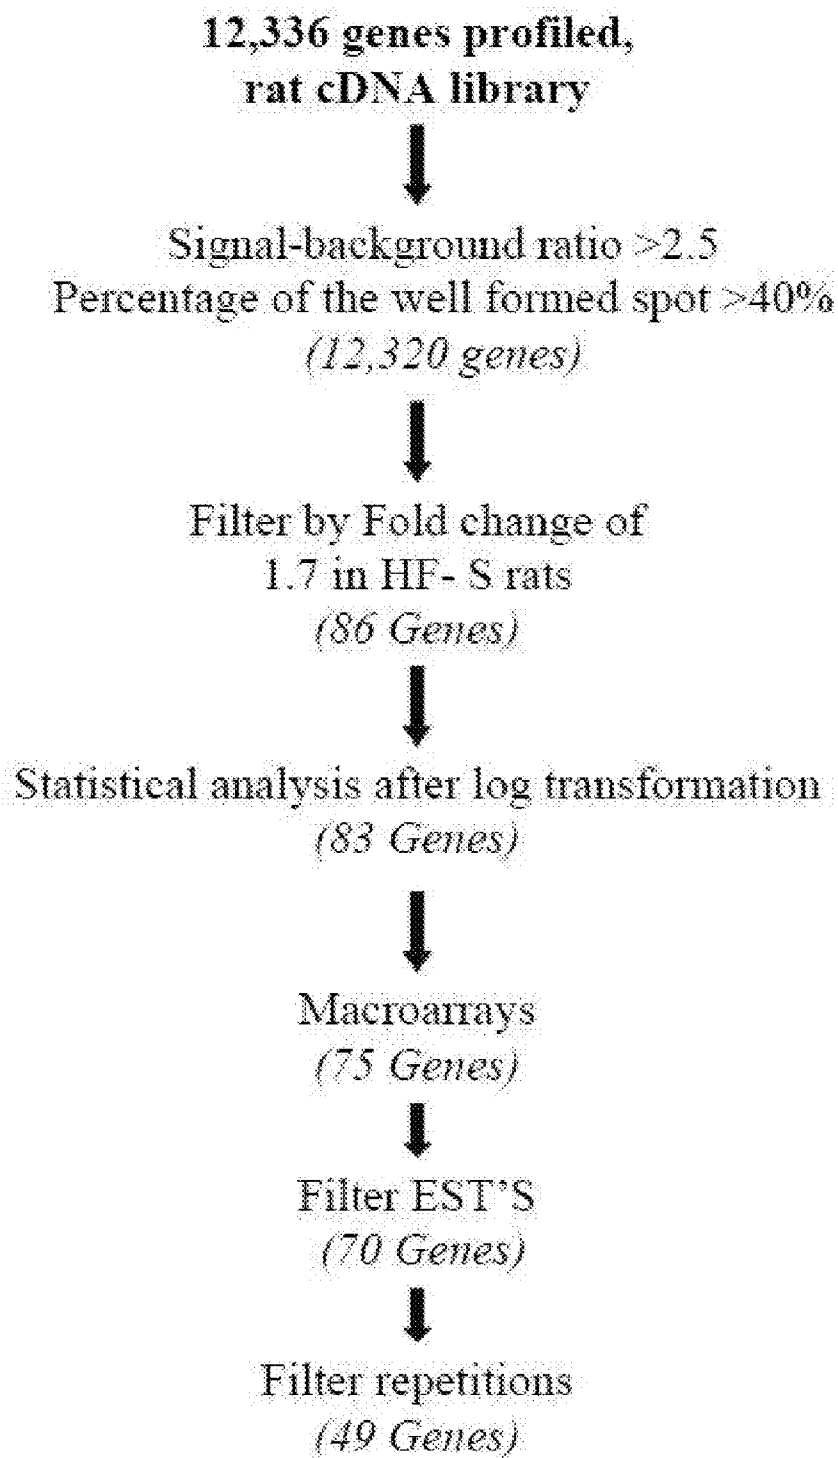 12,336 genes profiled,
rat cDNA library
Signal-background ratio >2.5
Percentage of the well formed spot >40%
(12,320 genes)
Filter by Fold change of
1.7 in HF- S rats
(86 Genes)
Statistical analysis after log transformation
(83 Genes)
Macroarrays
(75 Genes)
Filter EST'S
(70 Genes)
Filter repetitions
(49 Genes)